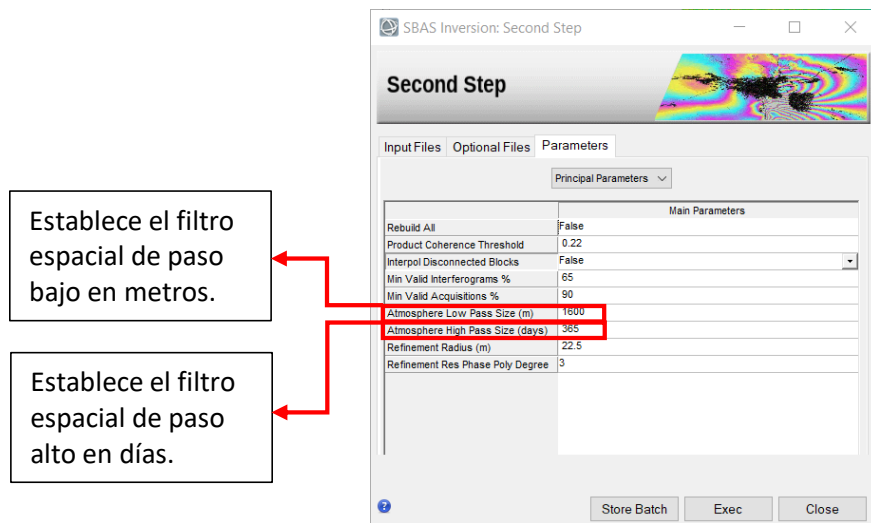 SBAS Inversion: Second Step
Second Step
Input Files Optional Files Parameters
Principal Parameters
Main Parameters
Rebuild All False
Product Coherence Threshold 0.22
Interpol Disconnected Blocks False
Min Valid Interferograms % 65
Min Valid Acquisitions % 90
Atmosphere Low Pass Size (m) 1600
Atmosphere High Pass Size (days) 365
Refinement Radius (m) 22.5
Refinement Res Phase Poly Degree 3
Store Batch Exec Close
Establece el filtro
espacial de paso
bajo en metros.
Establece el filtro
espacial de paso
alto en días.